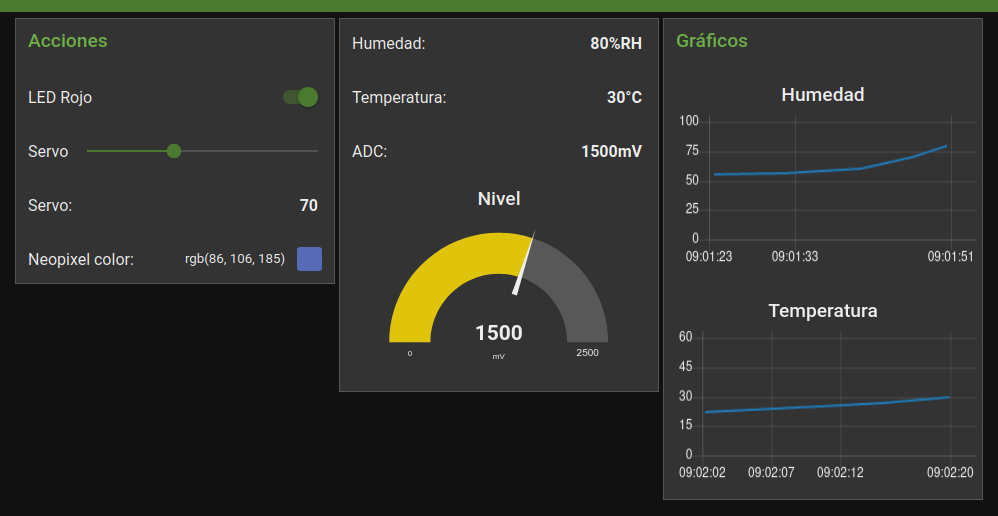 Acciones
LED Rojo
Servo
Servo: 70
Neopixel color: rgb(86, 106, 185)
Humedad: 80%RH
Temperatura: 30°C
ADC: 1500mV
Nivel
1500
0 mV 2500
Gráficos
Humedad
100
75
50
25
0
09:01:23 09:01:33 09:01:51
Temperatura
60
45
30
15
0
09:02:02 09:02:07 09:02:12 09:02:20